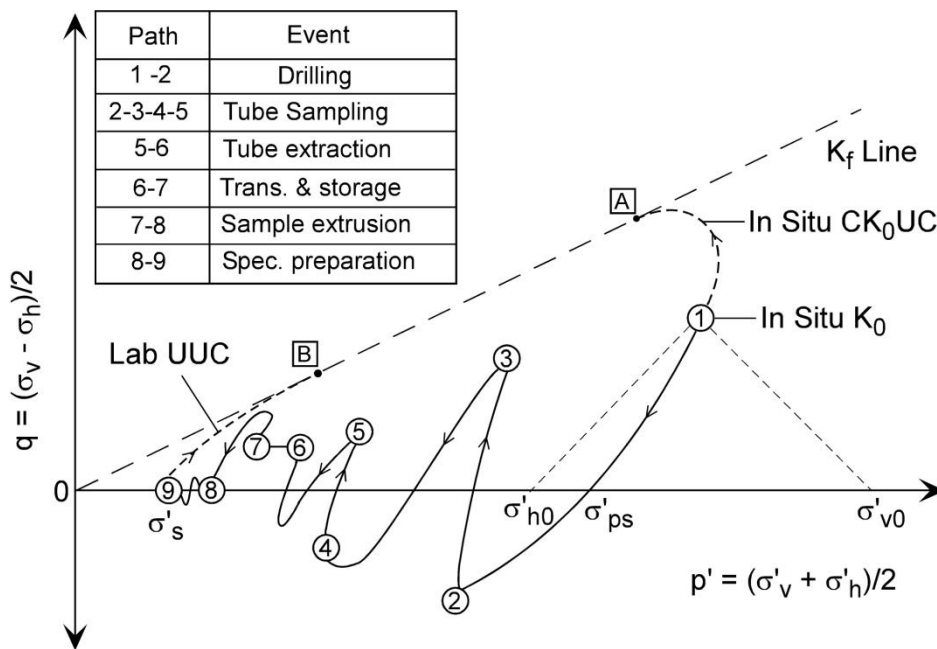 Path Event
1 -2 Drilling
2-3-4-5 Tube Sampling
5-6 Tube extraction
6-7 Trans. & storage
7-8 Sample extrusion
8-9 Spec. preparation
K_f Line
A
In Situ CK_0UC
1
In Situ K_0
B
3
Lab UUC
7
6
5
q = (σ_v - σ_h)/2
0
9
8
σ'_s
σ'_h0
σ'_ps
σ'_v0
4
2
p' = (σ'_v + σ'_h)/2